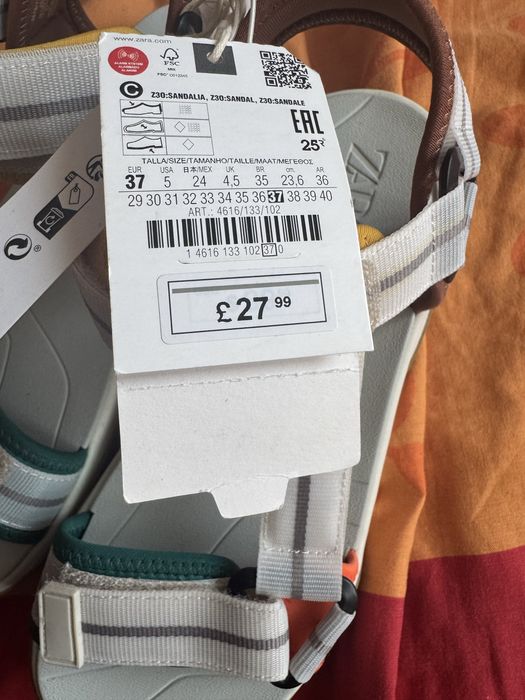 www.zara.com
ALARM SYSTEM
ALARMADO
FSC
MIX
C Z30:SANDALIA, Z30:SANDAL, Z30:SANDALE
EAC
25
TALLA/SIZE/TAMANHO/TAILLE/MAAT/ΜΕΓΕΘΟΣ
EUR USA 日本/MEX UK BR cm. AR
37 5 24 4,5 35 23,6 36
29 30 31 32 33 34 35 36 37 38 39 40
ART.: 4616/133/102
1 4616 133 102 37 0
£ 27 99
ZARA